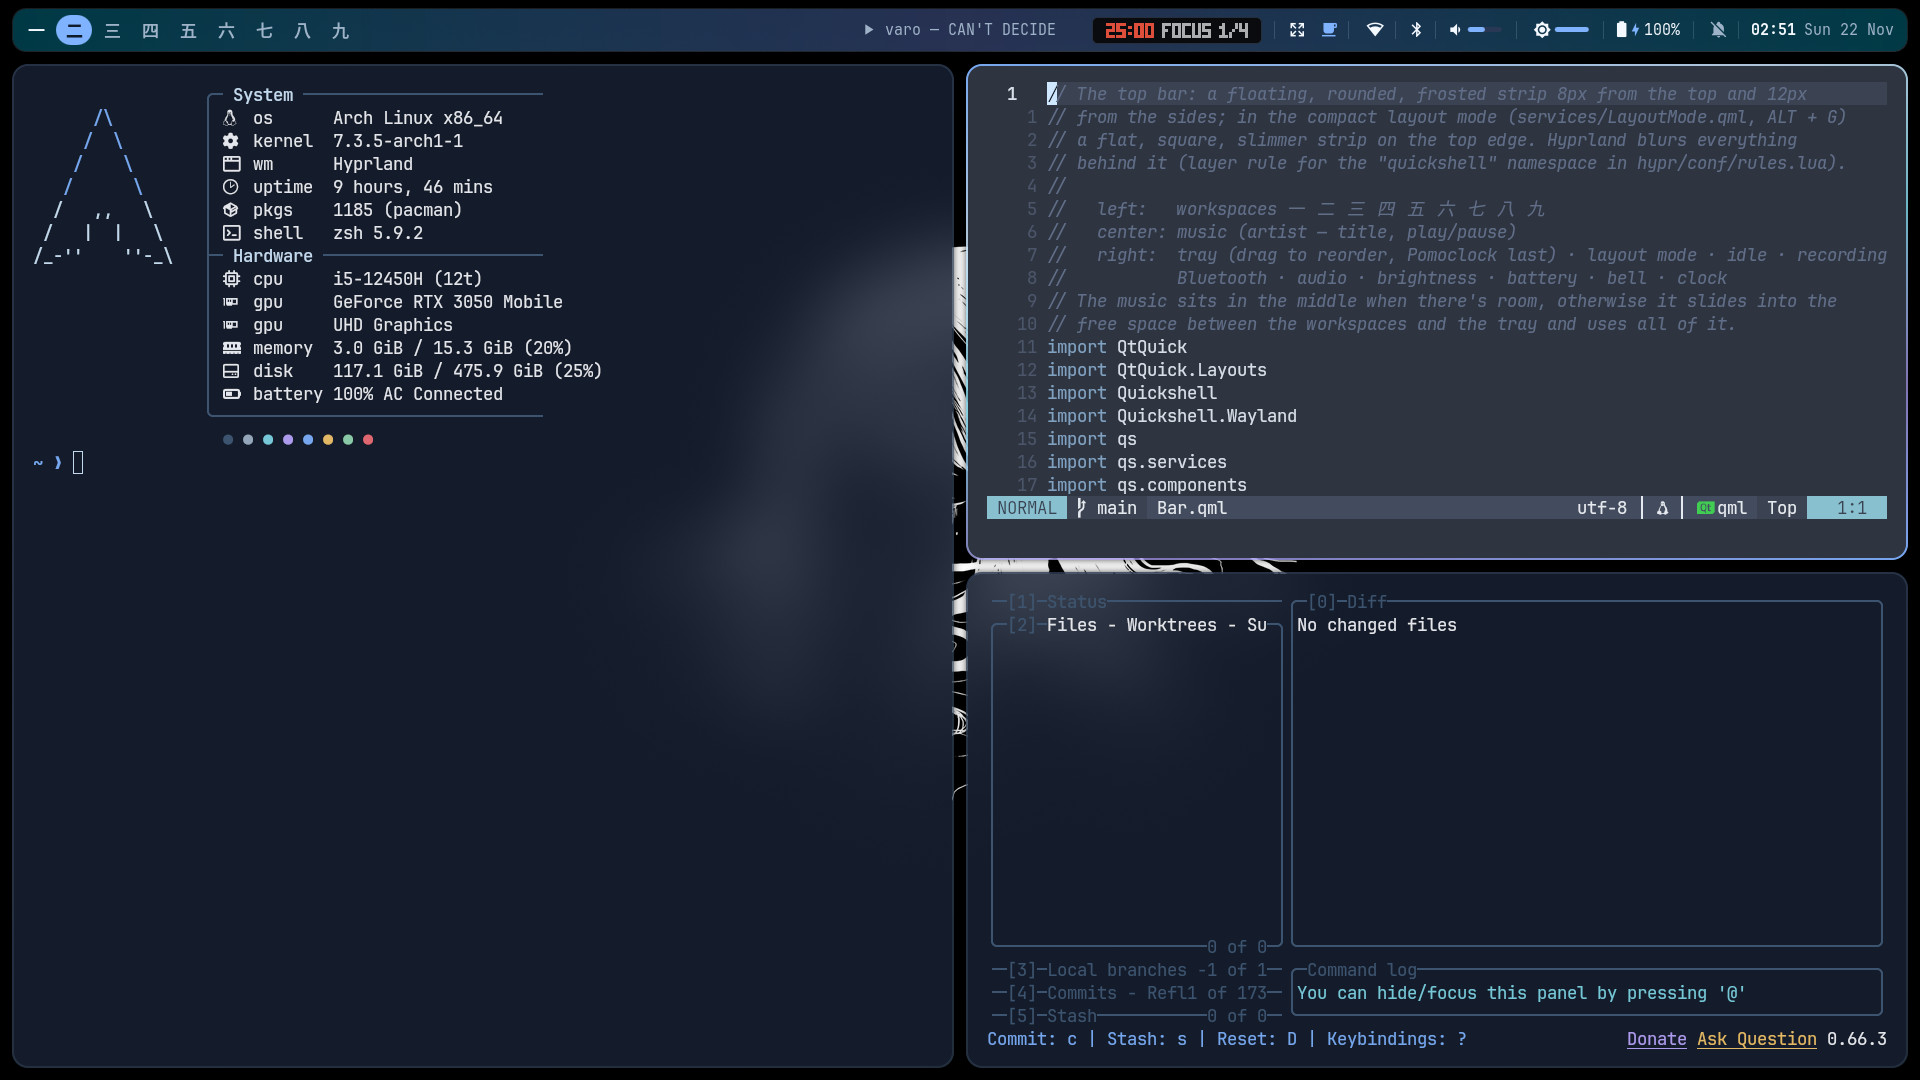 一 二 三 四 五 六 七 八 九
varo — CAN'T DECIDE
25:00 FOCUS 1/4
100%
02:51 Sun 22 Nov
System
os Arch Linux x86_64
kernel 7.3.5-arch1-1
wm Hyprland
uptime 9 hours, 46 mins
pkgs 1185 (pacman)
shell zsh 5.9.2
Hardware
cpu i5-12450H (12t)
gpu GeForce RTX 3050 Mobile
gpu UHD Graphics
memory 3.0 GiB / 15.3 GiB (20%)
disk 117.1 GiB / 475.9 GiB (25%)
battery 100% AC Connected
~ ❯
1 // The top bar: a floating, rounded, frosted strip 8px from the top and 12px
1 // from the sides; in the compact layout mode (services/LayoutMode.qml, ALT + G)
2 // a flat, square, slimmer strip on the top edge. Hyprland blurs everything
3 // behind it (layer rule for the "quickshell" namespace in hypr/conf/rules.lua).
4 //
5 // left: workspaces 一 二 三 四 五 六 七 八 九
6 // center: music (artist — title, play/pause)
7 // right: tray (drag to reorder, Pomoclock last) · layout mode · idle · recording
8 // Bluetooth · audio · brightness · battery · bell · clock
9 // The music sits in the middle when there's room, otherwise it slides into the
10 // free space between the workspaces and the tray and uses all of it.
11 import QtQuick
12 import QtQuick.Layouts
13 import Quickshell
14 import Quickshell.Wayland
15 import qs
16 import qs.services
17 import qs.components
NORMAL main Bar.qml utf-8 Qt qml Top 1:1
[1]─Status
[2]─Files - Worktrees - Su
0 of 0
[3]─Local branches -1 of 1
[4]─Commits - Refl1 of 173
[5]─Stash 0 of 0
[0]─Diff
No changed files
Command log
You can hide/focus this panel by pressing '@'
Commit: c | Stash: s | Reset: D | Keybindings: ? Donate Ask Question 0.66.3